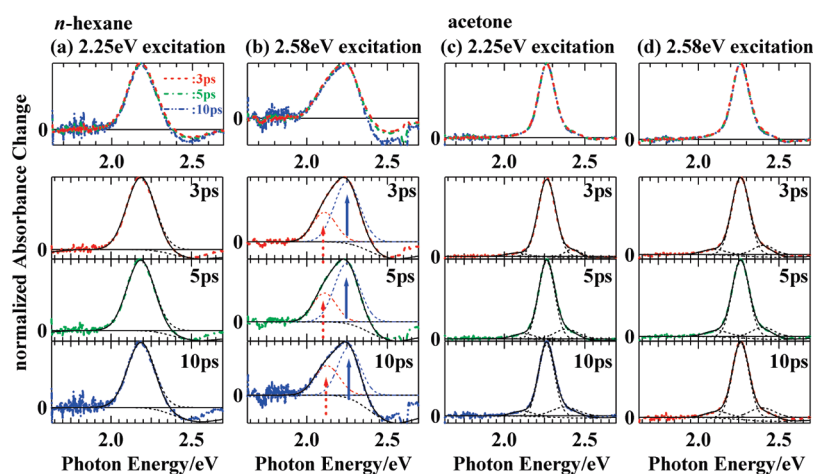 n-hexane acetone
(a) 2.25eV excitation (b) 2.58eV excitation (c) 2.25eV excitation (d) 2.58eV excitation
:3ps
:5ps
:10ps
0 0 0 0
2.0 2.5 2.0 2.5 2.0 2.5 2.0 2.5
normalized Absorbance Change
3ps 3ps 3ps 3ps
0 0 0 0
5ps 5ps 5ps 5ps
0 0 0 0
10ps 10ps 10ps 10ps
0 0 0 0
2.0 2.5 2.0 2.5 2.0 2.5 2.0 2.5
Photon Energy/eV Photon Energy/eV Photon Energy/eV Photon Energy/eV